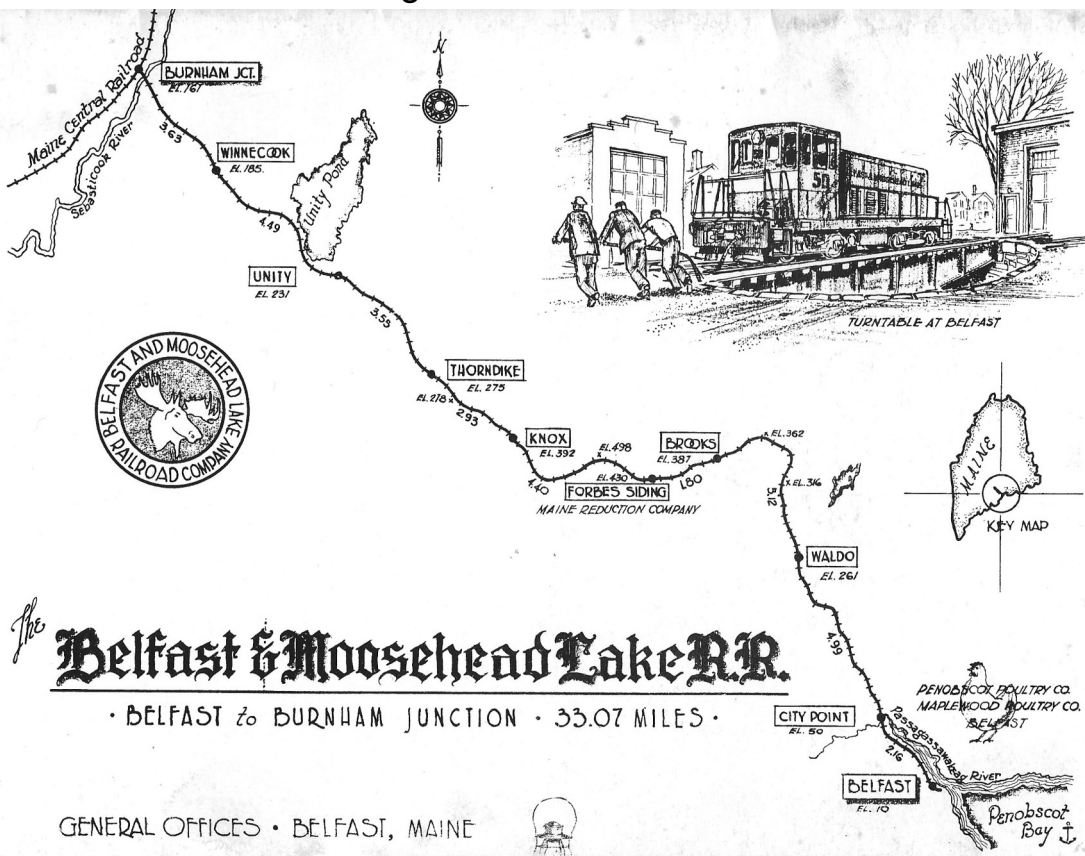 Maine Central Railroad
BURNHAM JCT.
EL. 161
Sebasticook River
3.63
WINNECOOK
EL. 185.
Unity Pond
4.49
UNITY
EL. 231
3.55
N
50
TURNTABLE AT BELFAST
BELFAST AND MOOSEHEAD LAKE
RAILROAD COMPANY
THORNDIKE
EL. 275
EL. 278
2.93
KNOX
EL. 392
EL. 498
4.40
EL. 430
FORBES SIDING
MAINE REDUCTION COMPANY
BROOKS
EL. 387
1.80
EL. 362
EL. 316
5.12
WALDO
EL. 261
MAINE
KEY MAP
4.99
The
Belfast & Moosehead Lake R.R.
· BELFAST to BURNHAM JUNCTION · 33.07 MILES ·
PENOBSCOT POULTRY CO.
MAPLEWOOD POULTRY CO.
BELFAST
CITY POINT
EL. 50
Passagassawakeag River
2.16
BELFAST
EL. 10
Penobscot
Bay
GENERAL OFFICES · BELFAST, MAINE